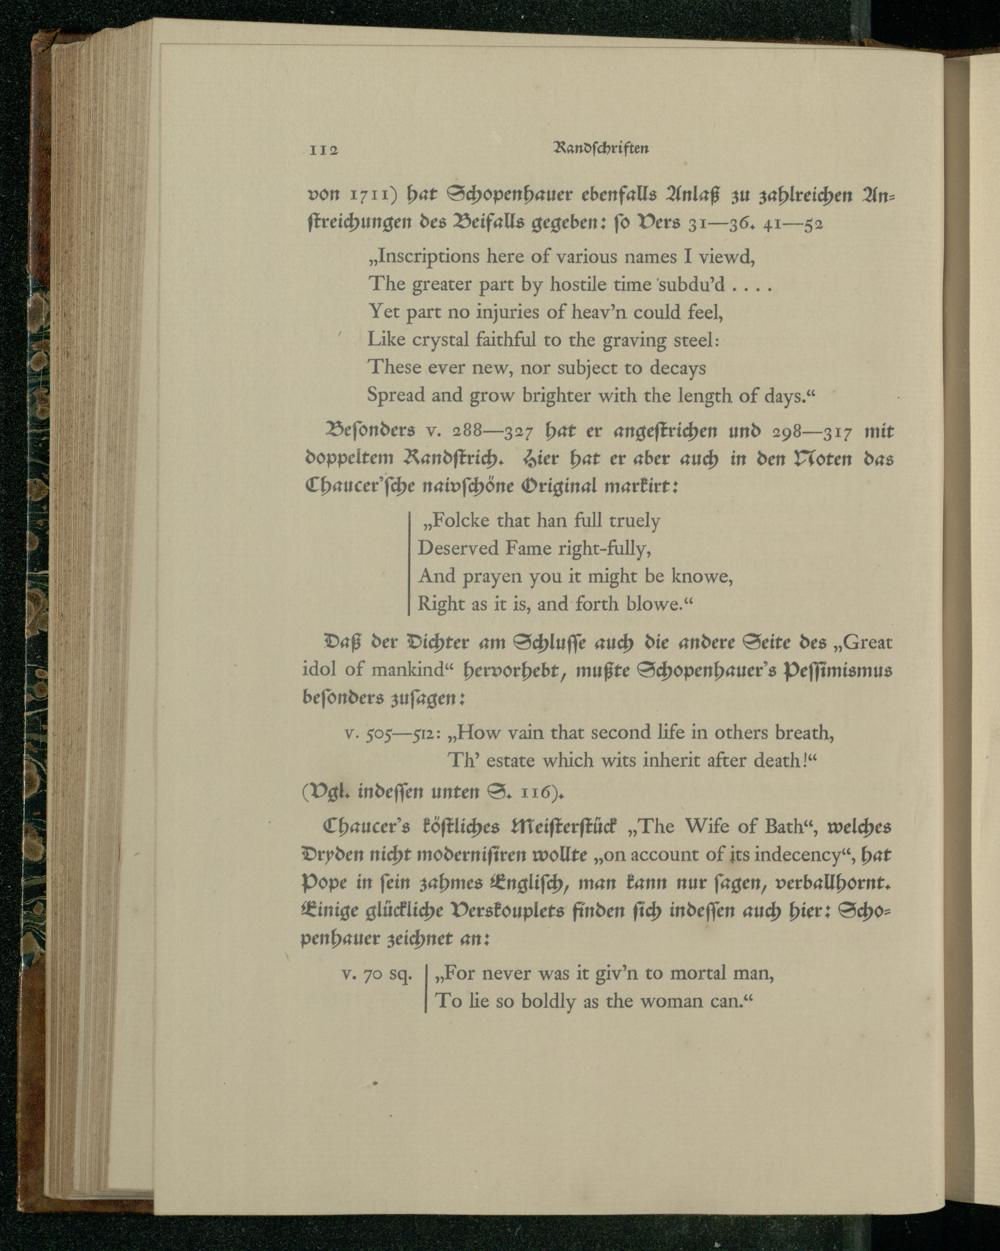 112 Randschriften
von 1711) hat Schopenhauer ebenfalls Anlaß zu zahlreichen An-
streichungen des Beifalls gegeben: so Vers 31—36. 41—52
„Inscriptions here of various names I viewd,
The greater part by hostile time subdu'd . . . .
Yet part no injuries of heav'n could feel,
Like crystal faithful to the graving steel:
These ever new, nor subject to decays
Spread and grow brighter with the length of days.“
Besonders v. 288—327 hat er angestrichen und 298—317 mit
doppeltem Randstrich. Hier hat er aber auch in den Noten das
Chaucer'sche naivschöne Original markirt:
„Folcke that han full truely
Deserved Fame right-fully,
And prayen you it might be knowe,
Right as it is, and forth blowe.“
Daß der Dichter am Schlusse auch die andere Seite des „Great
idol of mankind“ hervorhebt, mußte Schopenhauer's Pessimismus
besonders zusagen:
v. 505—512: „How vain that second life in others breath,
Th' estate which wits inherit after death!“
(Vgl. indessen unten S. 116).
Chaucer's köstliches Meisterstück „The Wife of Bath“, welches
Dryden nicht modernisiren wollte „on account of its indecency“, hat
Pope in sein zahmes Englisch, man kann nur sagen, verballhornt.
Einige glückliche Verskouplets finden sich indessen auch hier: Scho-
penhauer zeichnet an:
v. 70 sq. „For never was it giv'n to mortal man,
To lie so boldly as the woman can.“